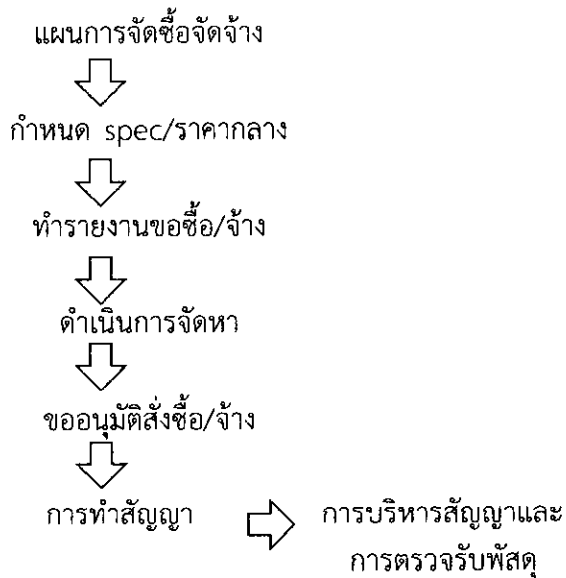 แผนการจัดซื้อจัดจ้าง
กำหนด spec/ราคากลาง
ทำรายงานขอซื้อ/จ้าง
ดำเนินการจัดหา
ขออนุมัติสั่งซื้อ/จ้าง
การทำสัญญา
การบริหารสัญญาและ
การตรวจรับพัสดุ